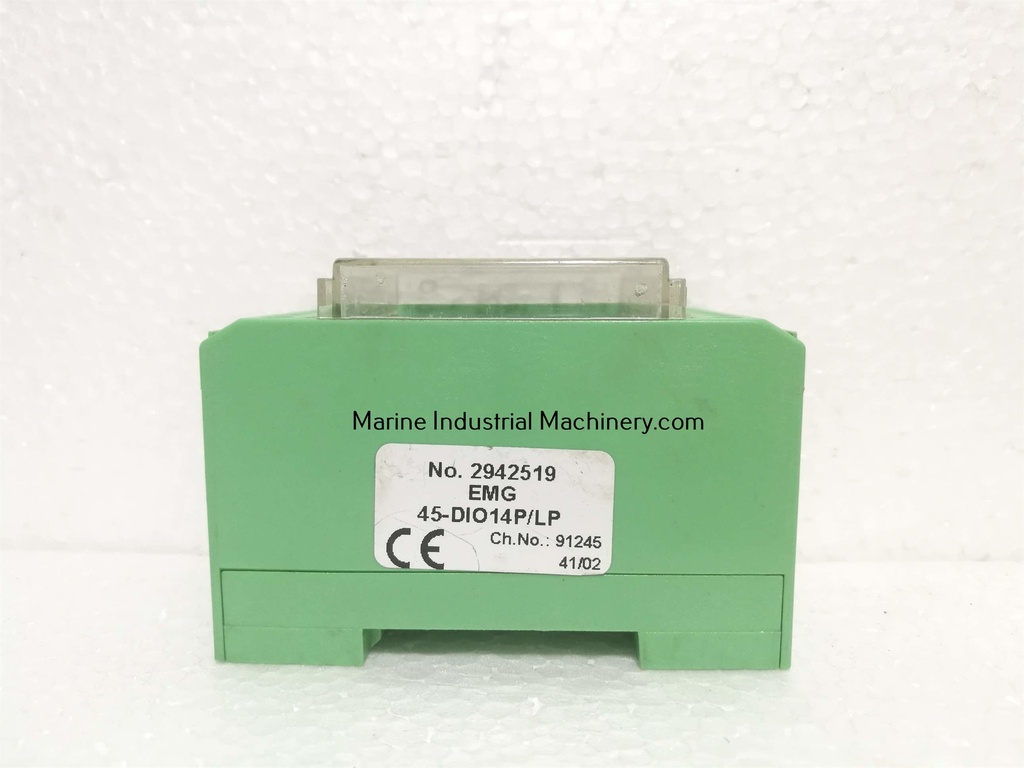 Marine Industrial Machinery.com
No. 2942519
EMG
45-DIO14P/LP
CE
Ch.No.: 91245
41/02